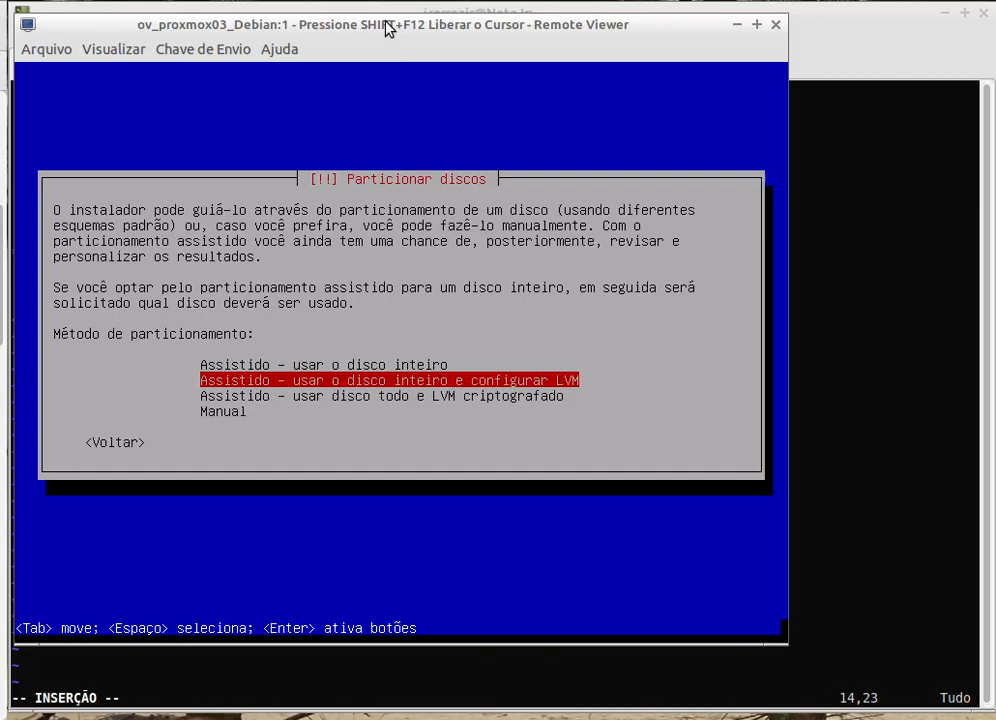 ov_proxmox03_Debian:1 - Pressione SHIFT+F12 Liberar o Cursor - Remote Viewer
Arquivo Visualizar Chave de Envio Ajuda
[!!] Particionar discos
O instalador pode guiá-lo através do particionamento de um disco (usando diferentes
esquemas padrão) ou, caso você prefira, você pode fazê-lo manualmente. Com o
particionamento assistido você ainda tem uma chance de, posteriormente, revisar e
personalizar os resultados.
Se você optar pelo particionamento assistido para um disco inteiro, em seguida será
solicitado qual disco deverá ser usado.
Método de particionamento:
Assistido - usar o disco inteiro
Assistido - usar o disco inteiro e configurar LVM
Assistido - usar disco todo e LVM criptografado
Manual
<Voltar>
<Tab> move; <Espaço> seleciona; <Enter> ativa botões
~
~
~
-- INSERÇÃO -- 14,23 Tudo